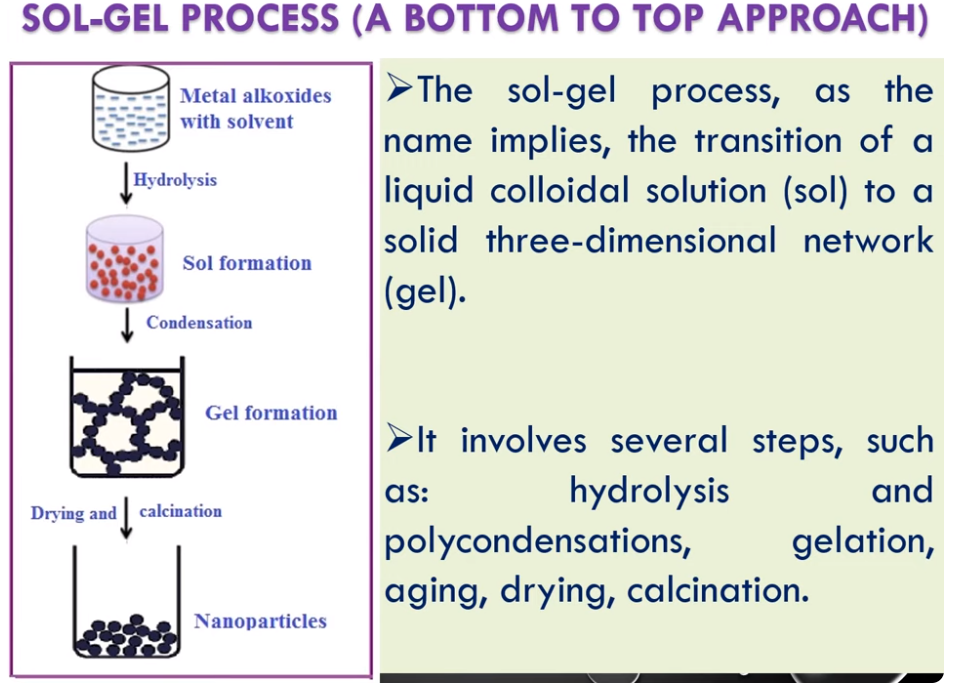 SOL-GEL PROCESS (A BOTTOM TO TOP APPROACH)
Metal alkoxides
with solvent
Hydrolysis
Sol formation
Condensation
Gel formation
Drying and calcination
Nanoparticles
➢The sol-gel process, as the
name implies, the transition of a
liquid colloidal solution (sol) to a
solid three-dimensional network
(gel).
➢It involves several steps, such
as: hydrolysis and
polycondensations, gelation,
aging, drying, calcination.